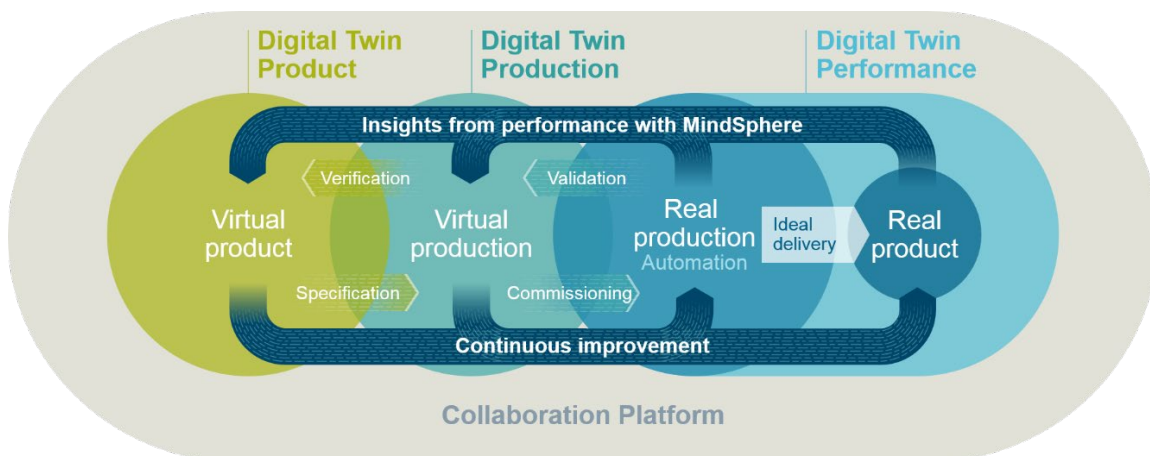 Digital Twin
Product
Digital Twin
Production
Digital Twin
Performance
Insights from performance with MindSphere
Verification
Validation
Virtual
product
Virtual
production
Real
production
Automation
Ideal
delivery
Real
product
Specification
Commissioning
Continuous improvement
Collaboration Platform